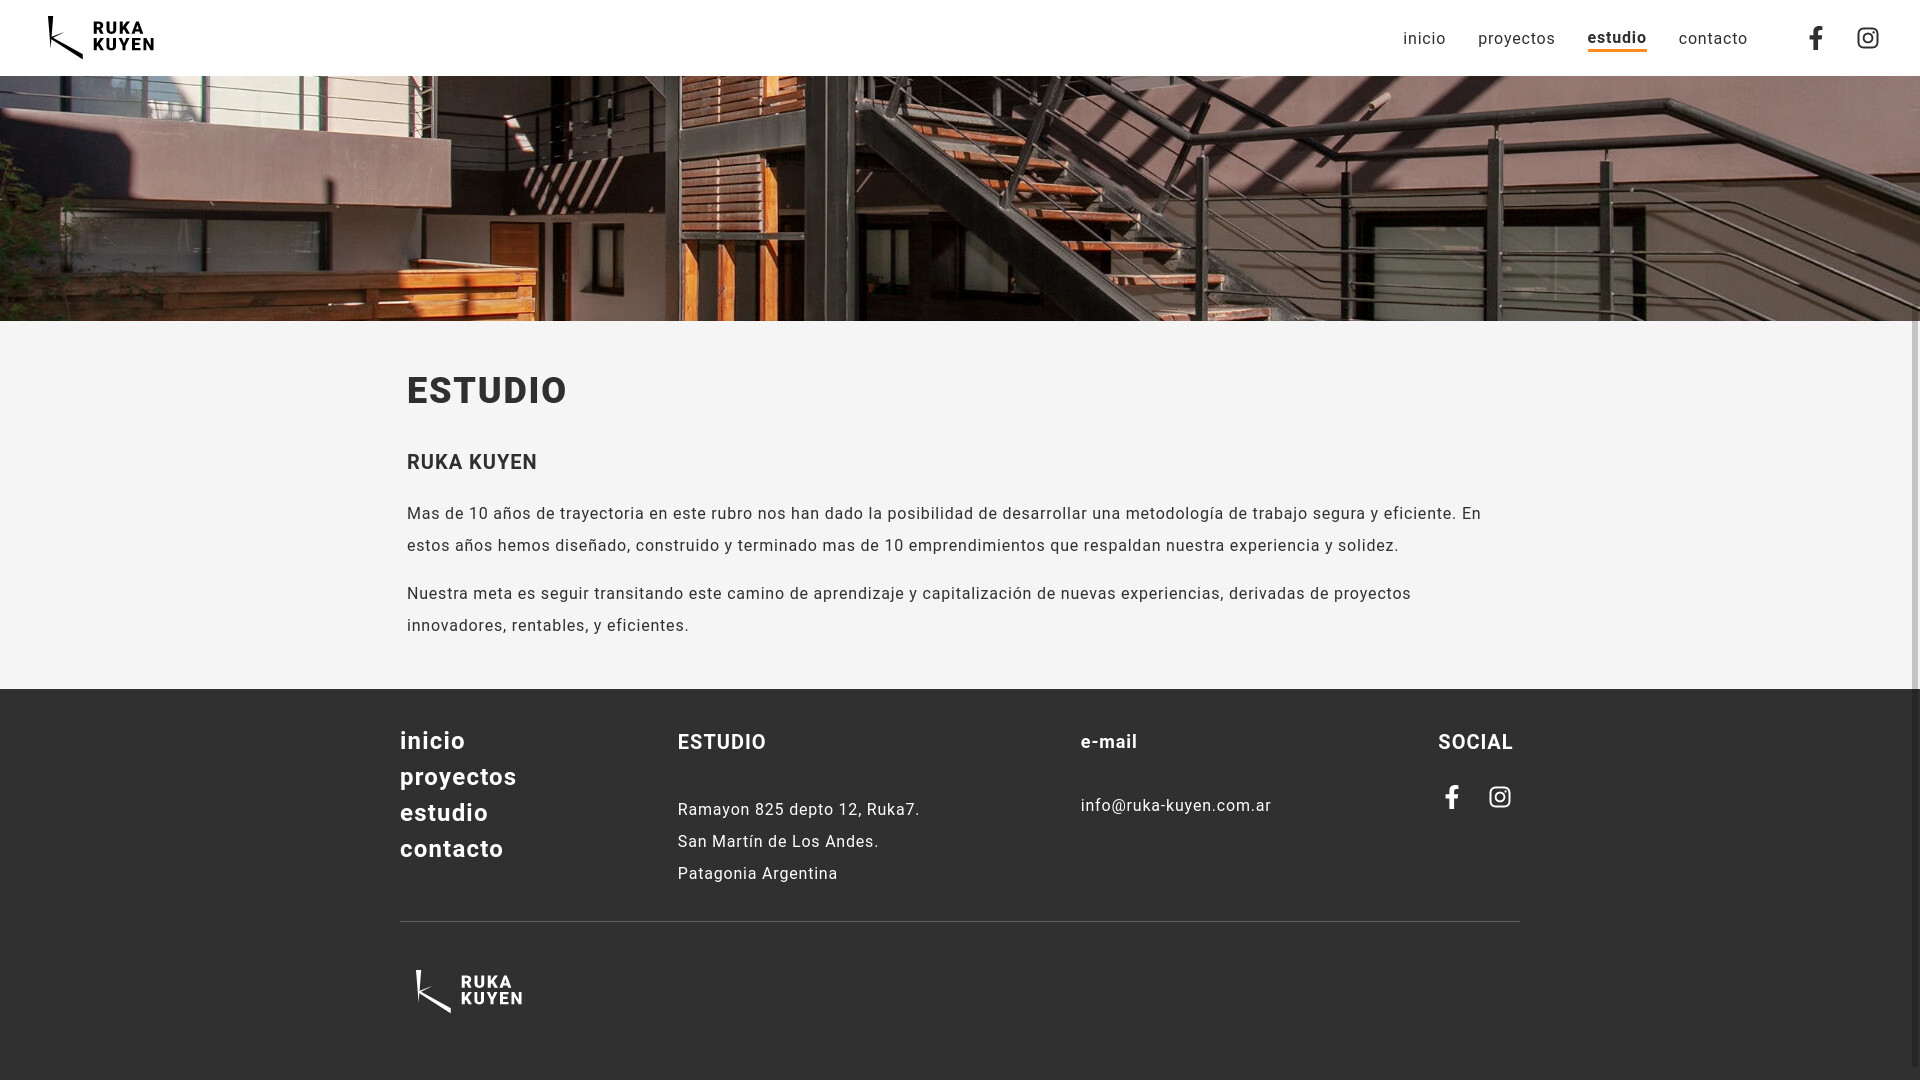 RUKA
KUYEN
inicio
proyectos
estudio
contacto
ESTUDIO
RUKA KUYEN
Mas de 10 años de trayectoria en este rubro nos han dado la posibilidad de desarrollar una metodología de trabajo segura y eficiente. En
estos años hemos diseñado, construido y terminado mas de 10 emprendimientos que respaldan nuestra experiencia y solidez.
Nuestra meta es seguir transitando este camino de aprendizaje y capitalización de nuevas experiencias, derivadas de proyectos
innovadores, rentables, y eficientes.
inicio
proyectos
estudio
contacto
ESTUDIO
Ramayon 825 depto 12, Ruka7.
San Martín de Los Andes.
Patagonia Argentina
e-mail
info@ruka-kuyen.com.ar
SOCIAL
RUKA
KUYEN